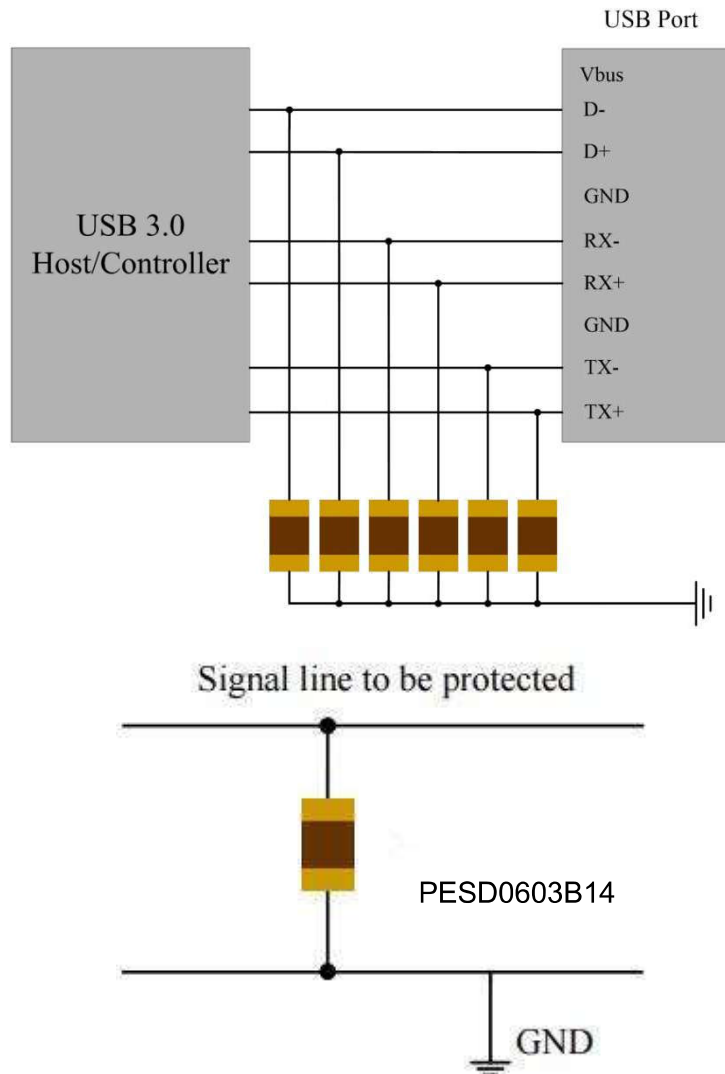 USB Port
Vbus
D-
D+
GND
USB 3.0
Host/Controller
RX-
RX+
GND
TX-
TX+
Signal line to be protected
PESD0603B14
GND